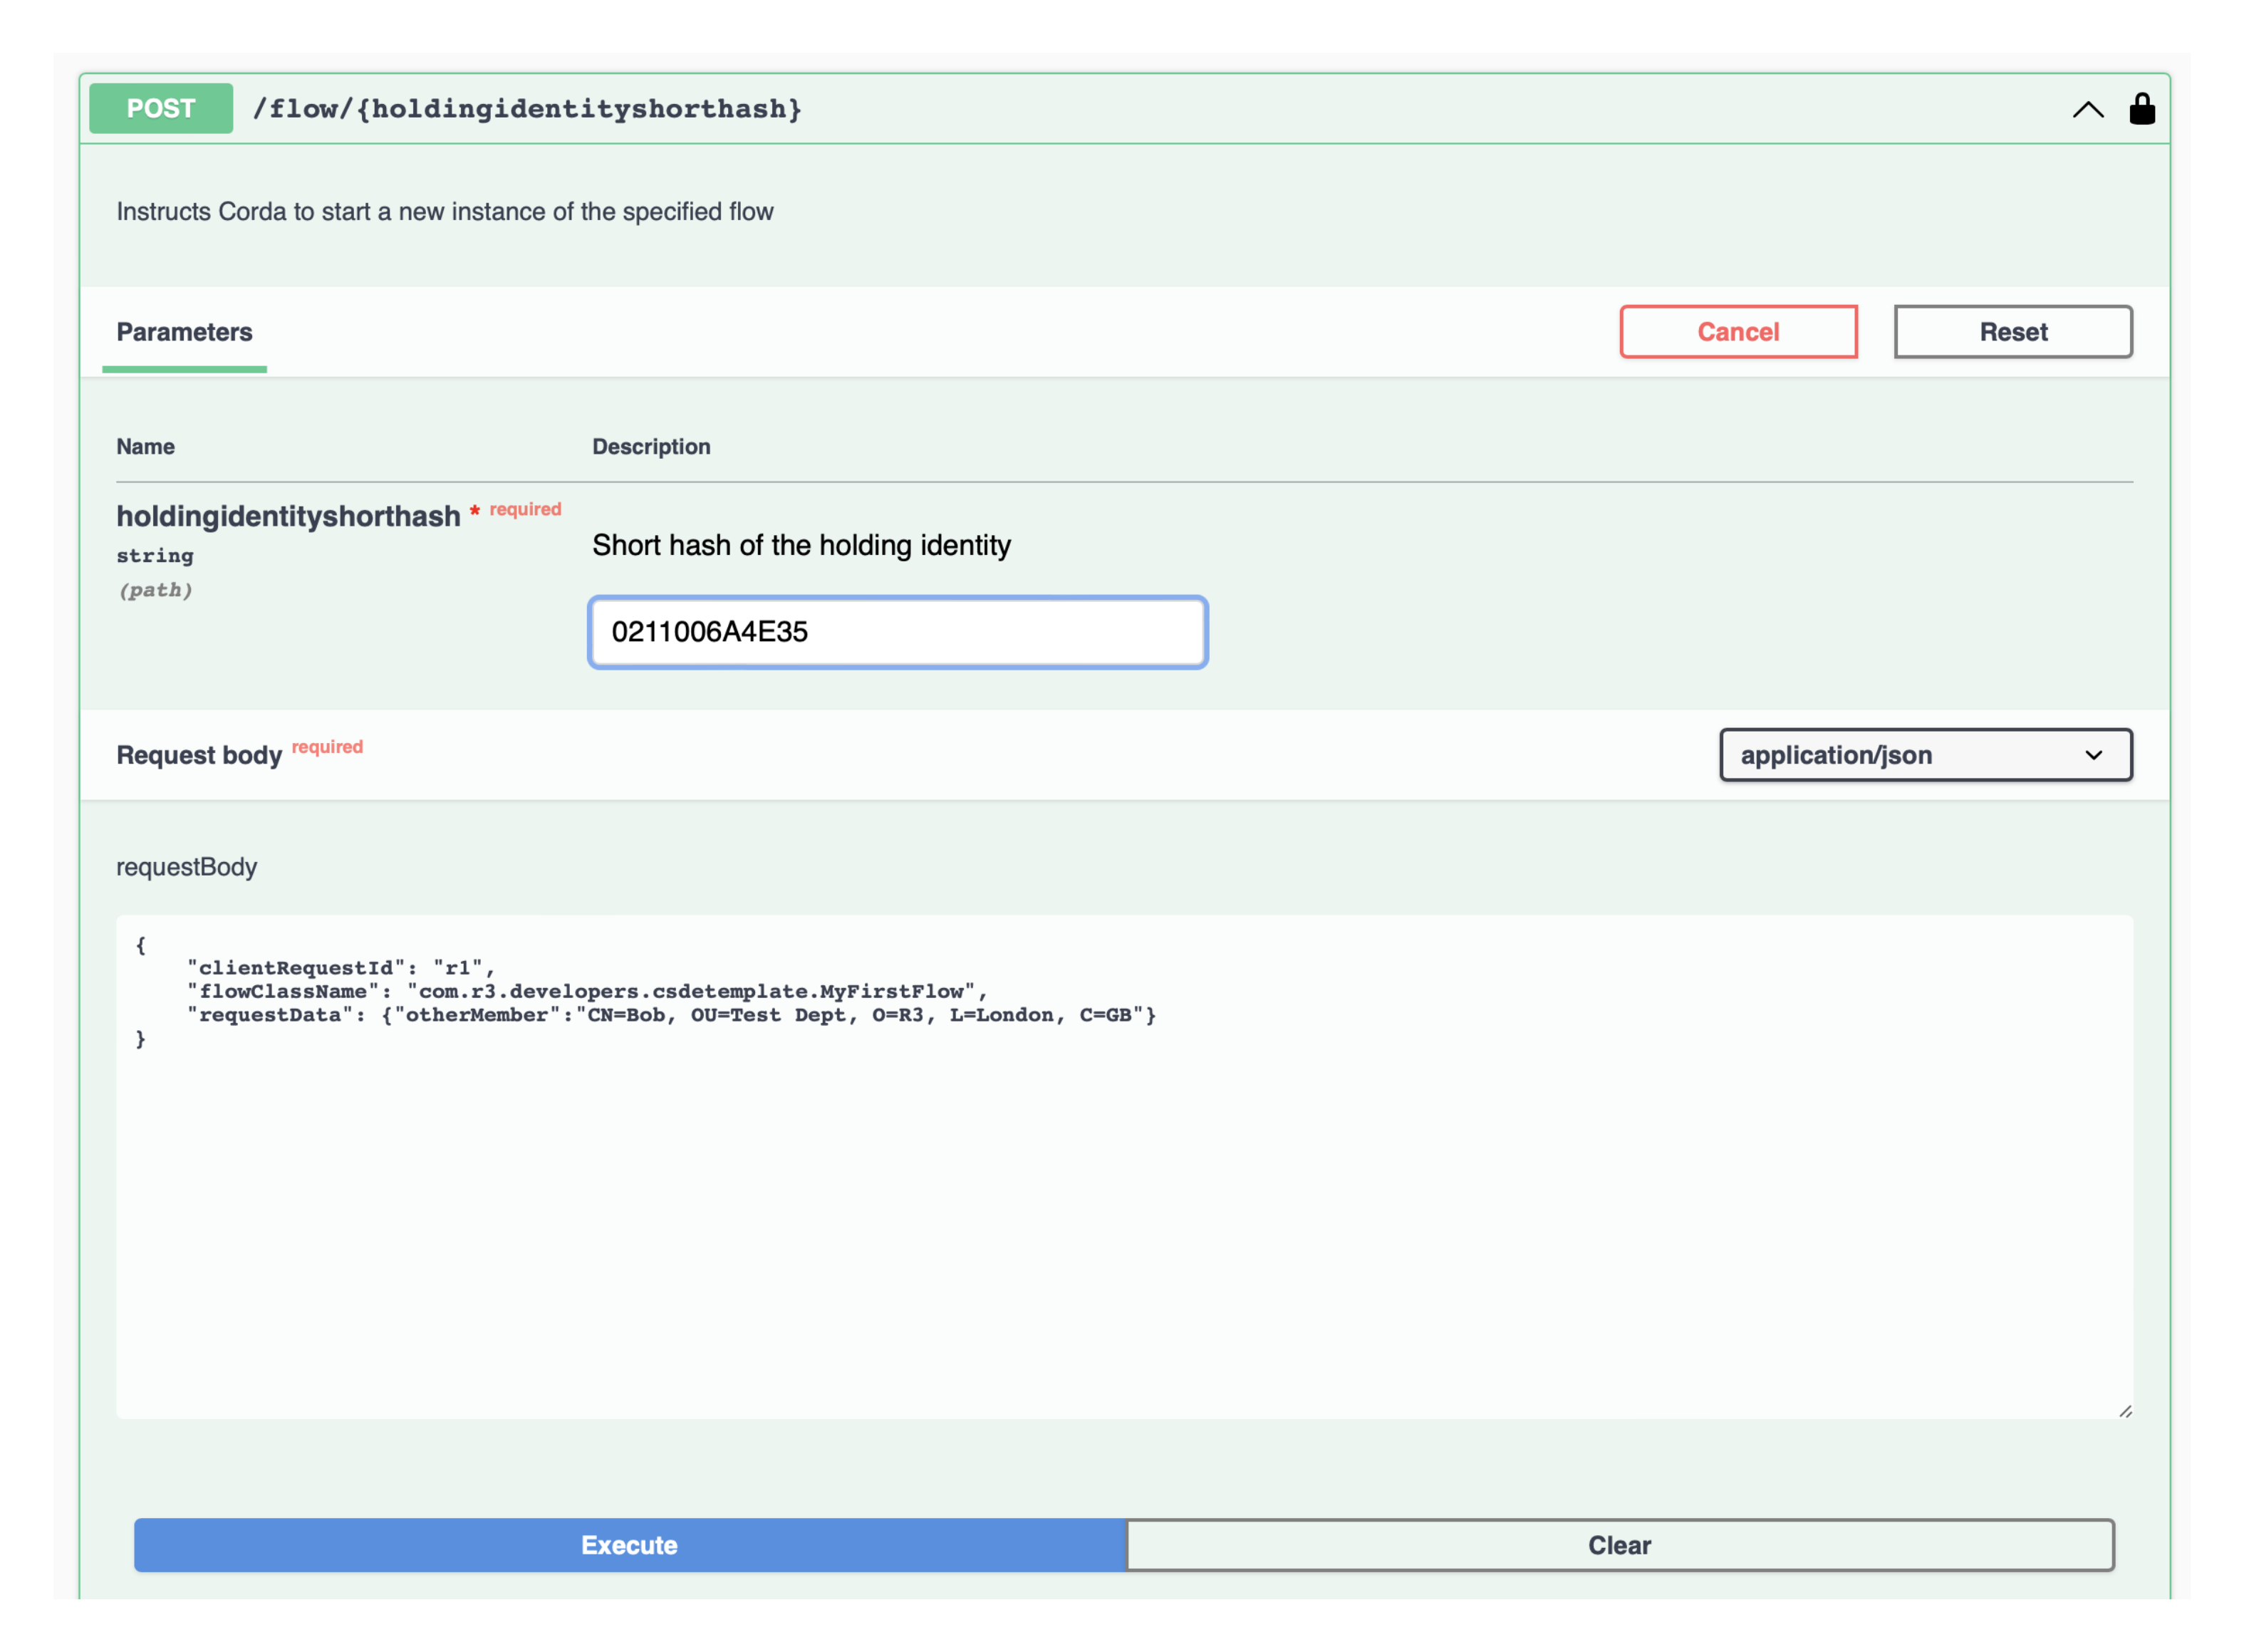 POST /flow/{holdingidentityshorthash}
Instructs Corda to start a new instance of the specified flow
Parameters
Cancel
Reset
Name
Description
holdingidentityshorthash * required
string
(path)
Short hash of the holding identity
0211006A4E35
Request body required
application/json
requestBody
{
    "clientRequestId": "r1",
    "flowClassName": "com.r3.developers.csdetemplate.MyFirstFlow",
    "requestData": {"otherMember":"CN=Bob, OU=Test Dept, O=R3, L=London, C=GB"}
}
Execute
Clear